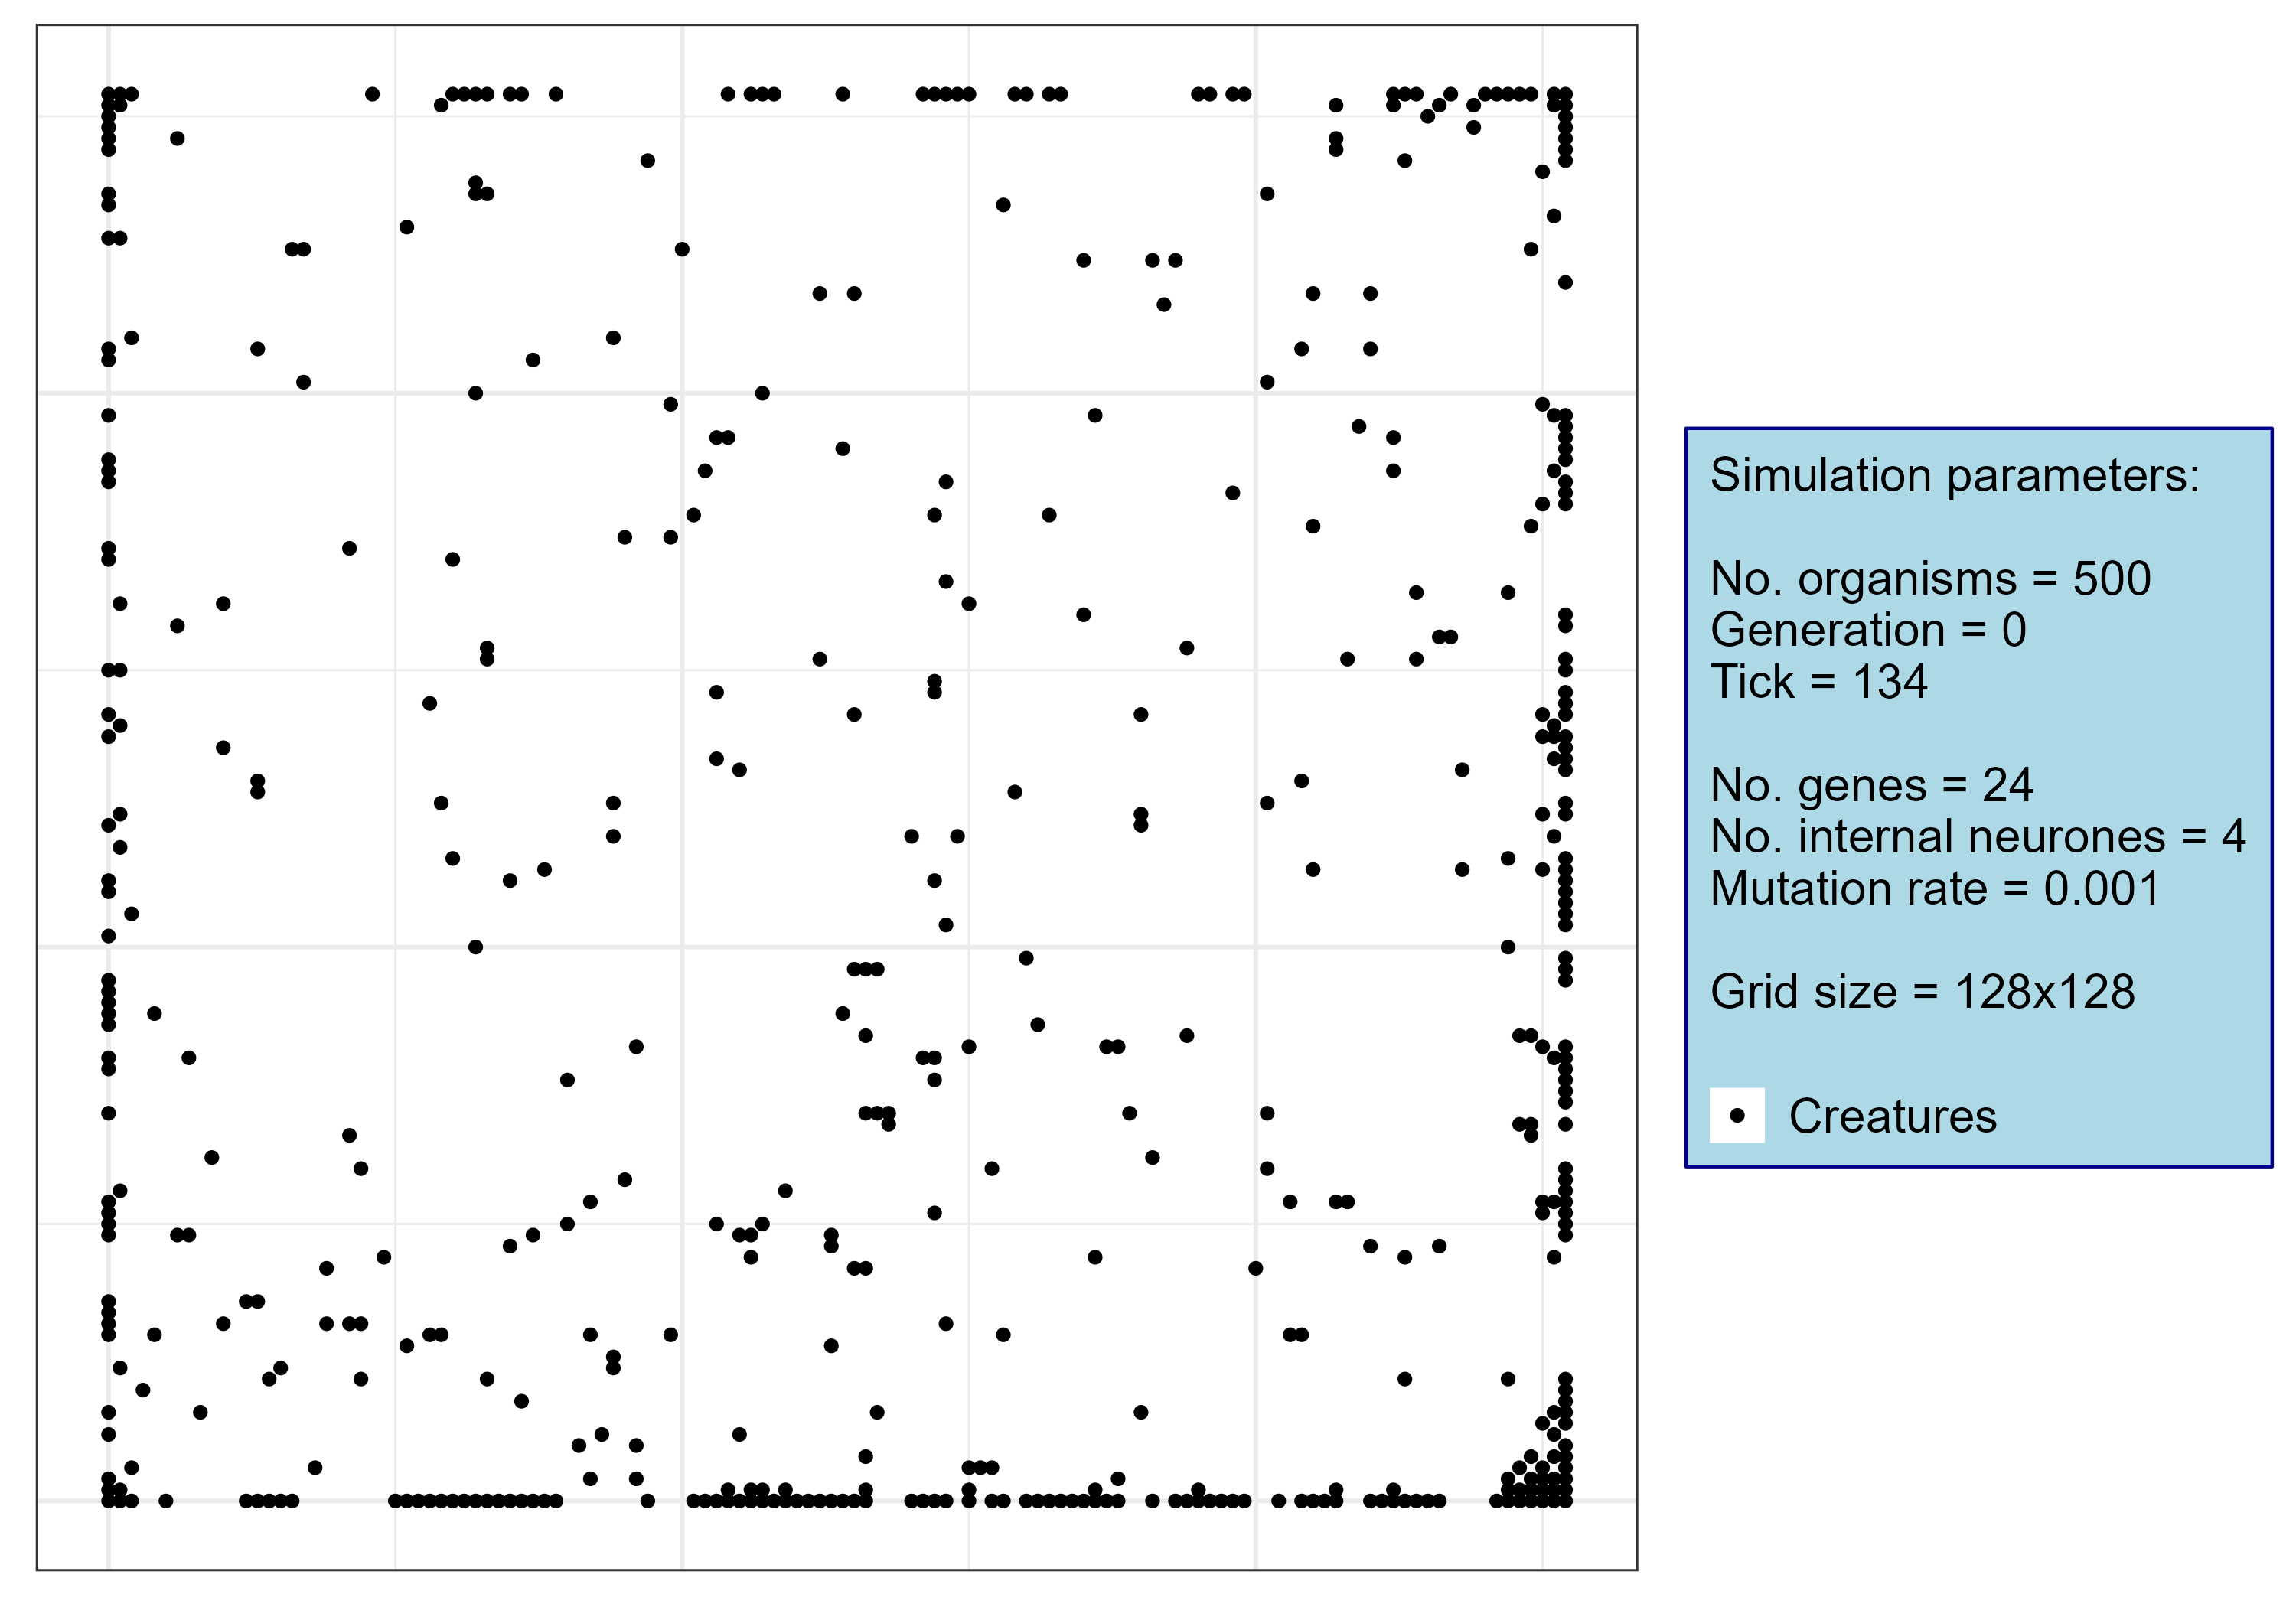 Simulation parameters:
No. organisms = 500
Generation = 0
Tick = 134
No. genes = 24
No. internal neurones = 4
Mutation rate = 0.001
Grid size = 128x128
Creatures